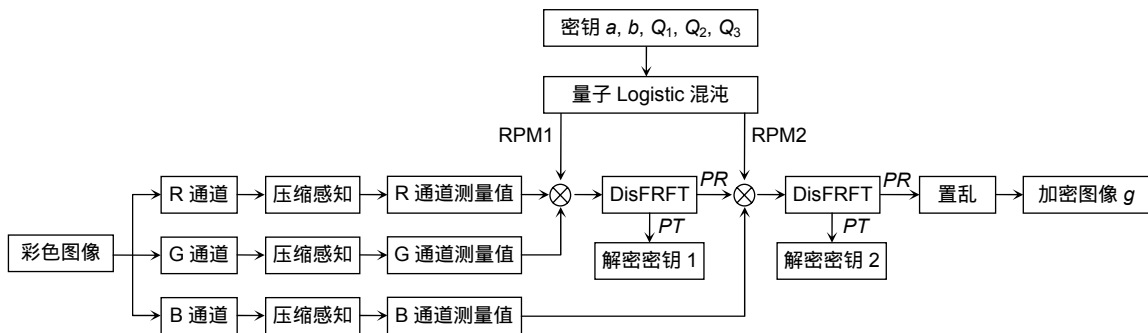 密钥 a, b, Q1, Q2, Q3
量子 Logistic 混沌
RPM1
RPM2
R 通道
压缩感知
R 通道测量值
DisFRFT
PR
DisFRFT
PR
置乱
加密图像 g
PT
PT
彩色图像
G 通道
压缩感知
G 通道测量值
解密密钥 1
解密密钥 2
B 通道
压缩感知
B 通道测量值